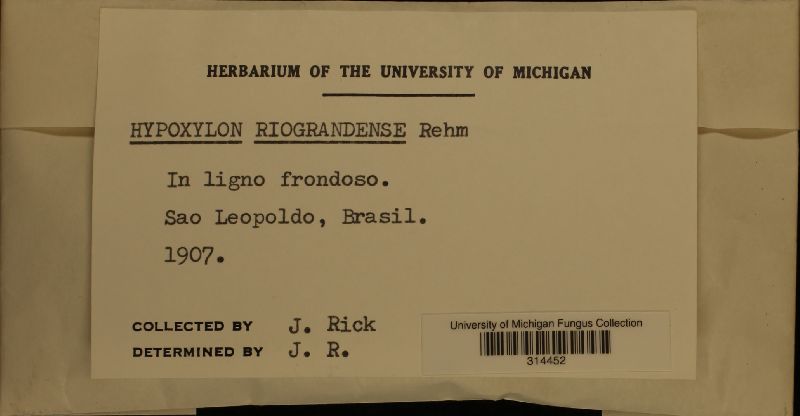 HERBARIUM OF THE UNIVERSITY OF MICHIGAN
HYPOXYLON RIOGRANDENSE Rehm
In ligno frondoso.
Sao Leopoldo, Brasil.
1907.
COLLECTED BY J. Rick
DETERMINED BY J. R.
University of Michigan Fungus Collection
314452